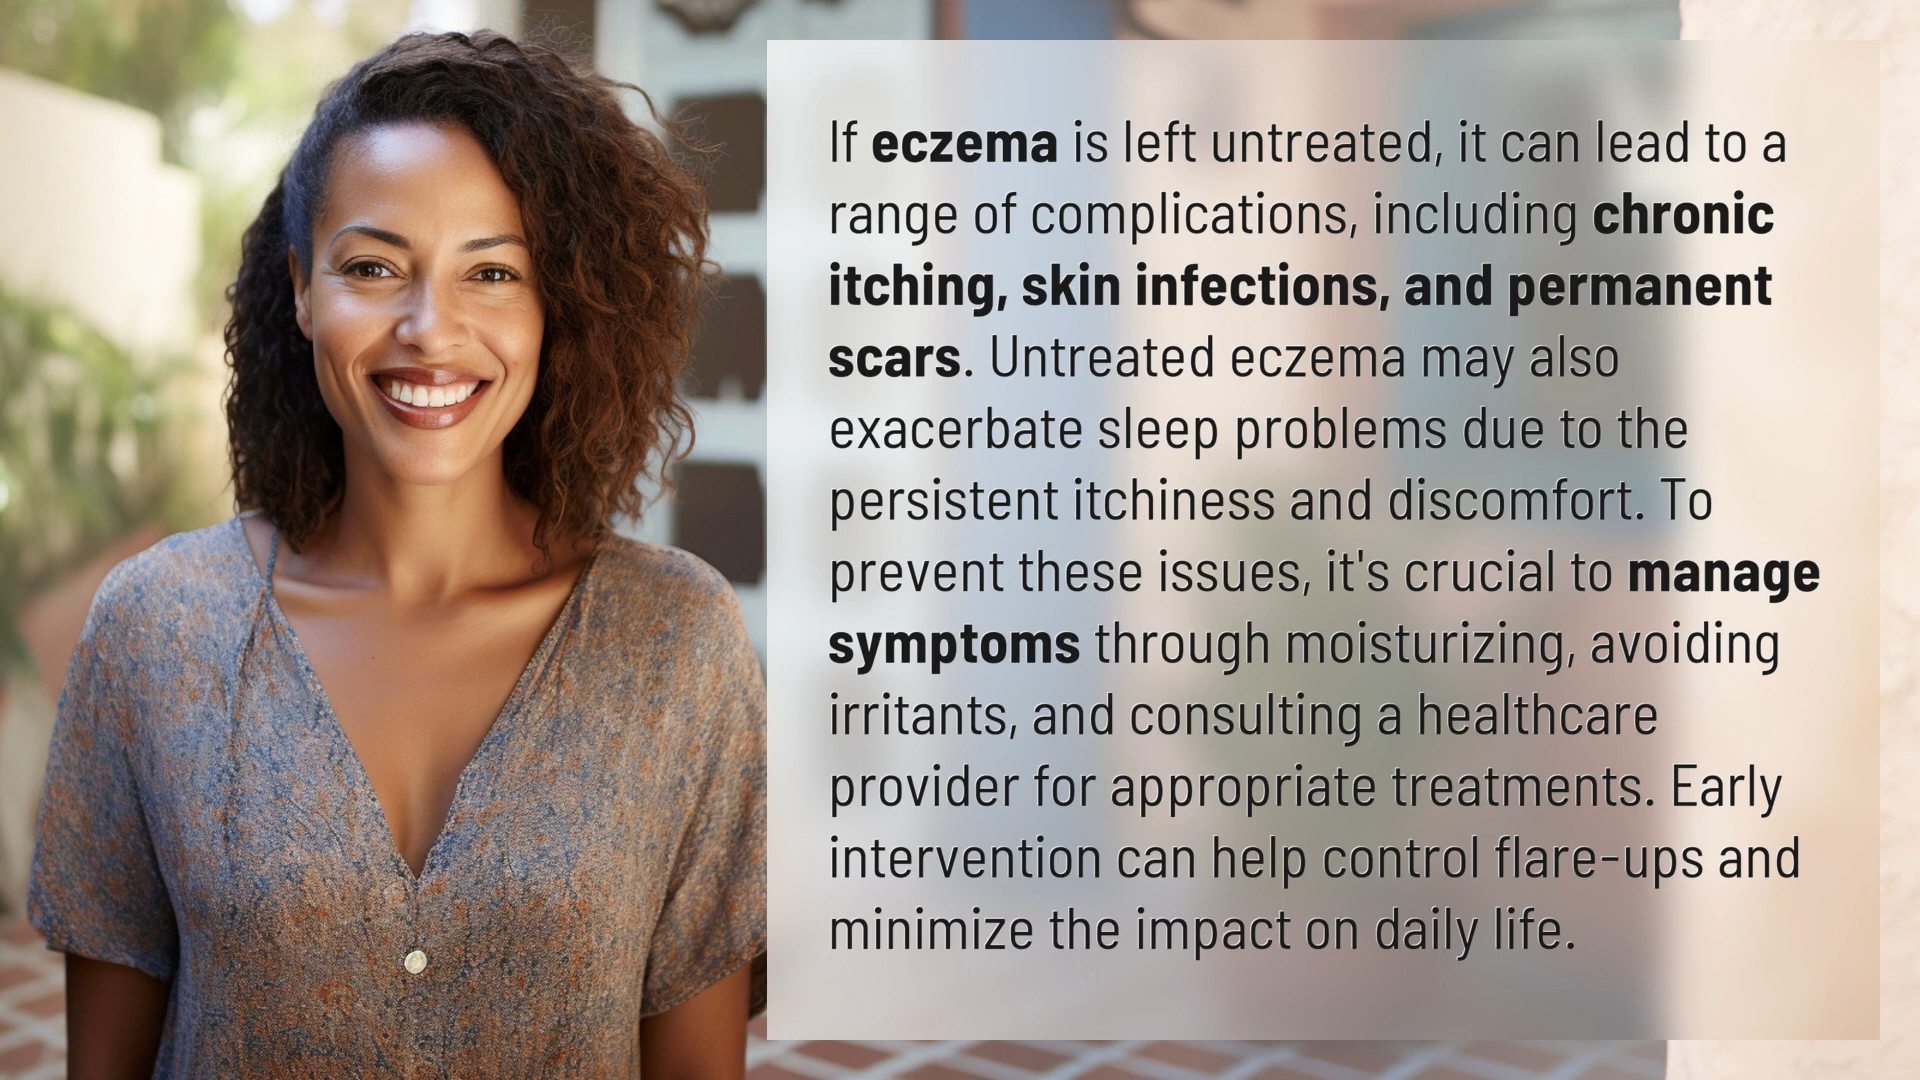 If eczema is left untreated, it can lead to a
range of complications, including chronic
itching, skin infections, and permanent
scars. Untreated eczema may also
exacerbate sleep problems due to the
persistent itchiness and discomfort. To
prevent these issues, it's crucial to manage
symptoms through moisturizing, avoiding
irritants, and consulting a healthcare
provider for appropriate treatments. Early
intervention can help control flare-ups and
minimize the impact on daily life.